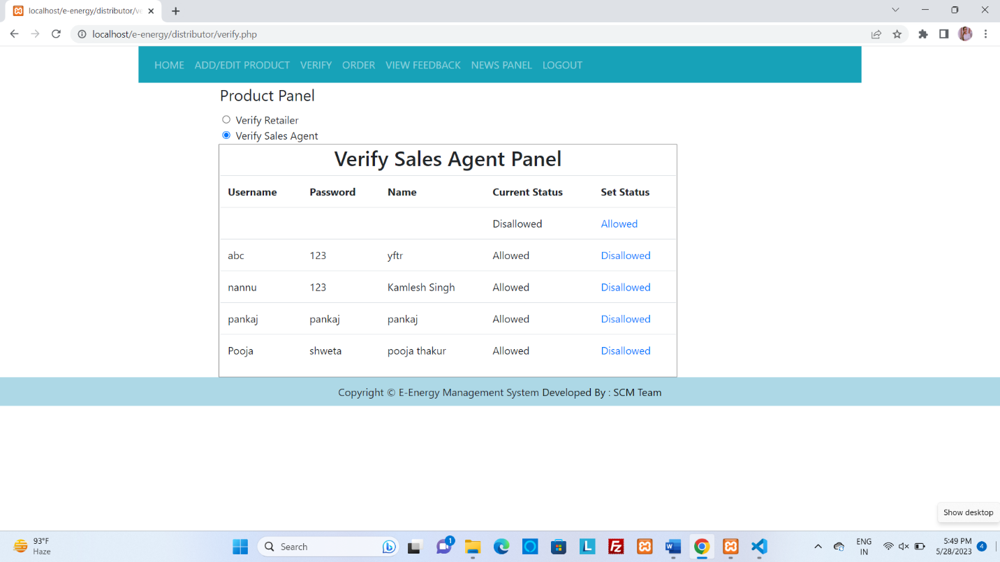 localhost/e-energy/distributor/ve
localhost/e-energy/distributor/verify.php
HOME ADD/EDIT PRODUCT VERIFY ORDER VIEW FEEDBACK NEWS PANEL LOGOUT
Product Panel
Verify Retailer
Verify Sales Agent
Verify Sales Agent Panel
Username Password Name Current Status Set Status
Disallowed Allowed
abc 123 yftr Allowed Disallowed
nannu 123 Kamlesh Singh Allowed Disallowed
pankaj pankaj pankaj Allowed Disallowed
Pooja shweta pooja thakur Allowed Disallowed
Copyright © E-Energy Management System Developed By : SCM Team
Show desktop
93°F
Haze
Search
1
L
FZ
ENG
IN
5:49 PM
5/28/2023
4